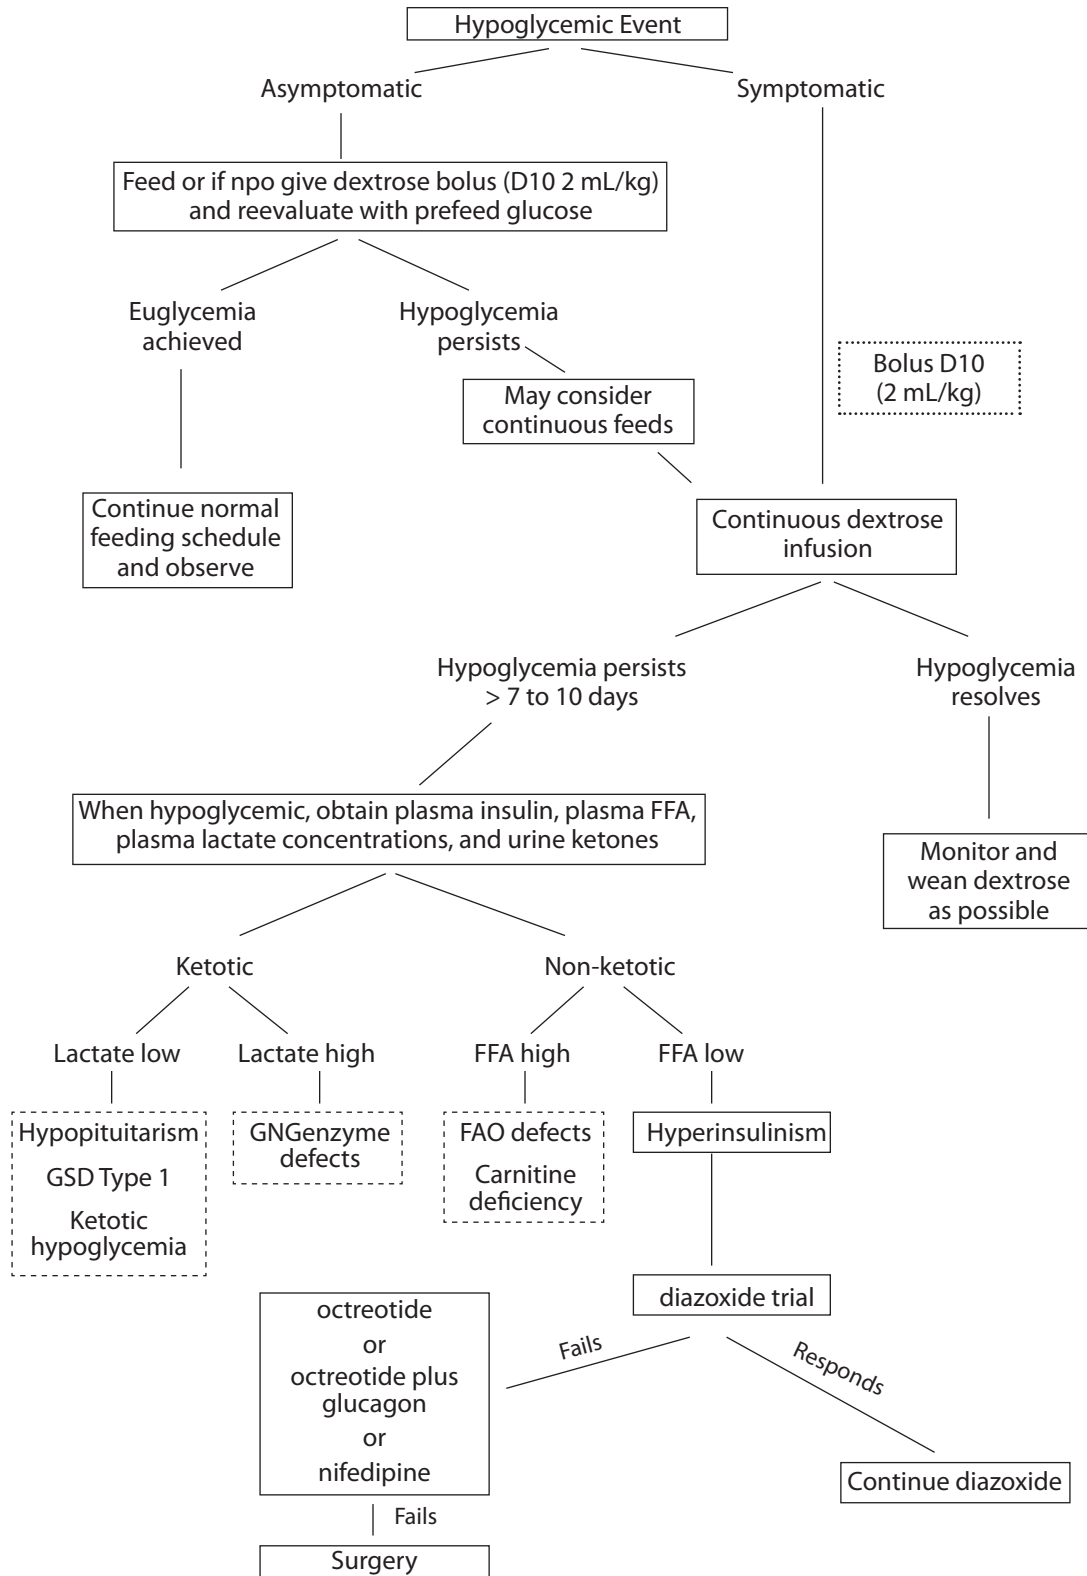 Hypoglycemic Event
Asymptomatic
Symptomatic
Feed or if npo give dextrose bolus (D10 2 mL/kg)
and reevaluate with prefeed glucose
Euglycemia
achieved
Hypoglycemia
persists
Bolus D10
(2 mL/kg)
May consider
continuous feeds
Continue normal
feeding schedule
and observe
Continuous dextrose
infusion
Hypoglycemia persists
> 7 to 10 days
Hypoglycemia
resolves
When hypoglycemic, obtain plasma insulin, plasma FFA,
plasma lactate concentrations, and urine ketones
Monitor and
wean dextrose
as possible
Ketotic
Non-ketotic
Lactate low
Lactate high
FFA high
FFA low
Hypopituitarism
GSD Type 1
Ketotic
hypoglycemia
GNGenzyme
defects
FAO defects
Carnitine
deficiency
Hyperinsulinism
diazoxide trial
Fails
Responds
octreotide
or
octreotide plus
glucagon
or
nifedipine
Continue diazoxide
Fails
Surgery